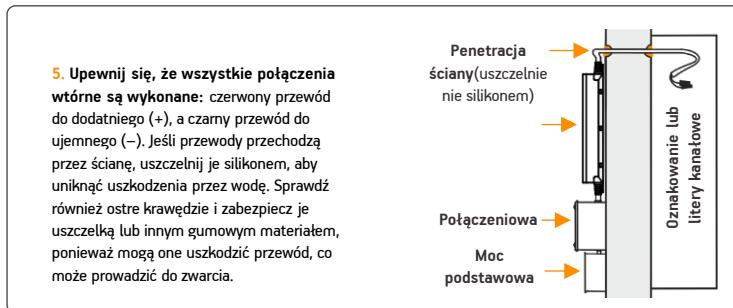 5. Upewnij się, że wszystkie połączenia
wtórne są wykonane: czerwony przewód
do dodatniego (+), a czarny przewód do
ujemnego (–). Jeśli przewody przechodzą
przez ścianę, uszczelnij je silikonem, aby
uniknąć uszkodzenia przez wodę. Sprawdź
również ostre krawędzie i zabezpiecz je
uszczelką lub innym gumowym materiałem,
ponieważ mogą one uszkodzić przewód, co
może prowadzić do zwarcia.
Penetracja
ściany(uszczelnie
nie silikonem)
Połączeniowa
Moc
podstawowa
Oznakowanie lub
litery kanałowe